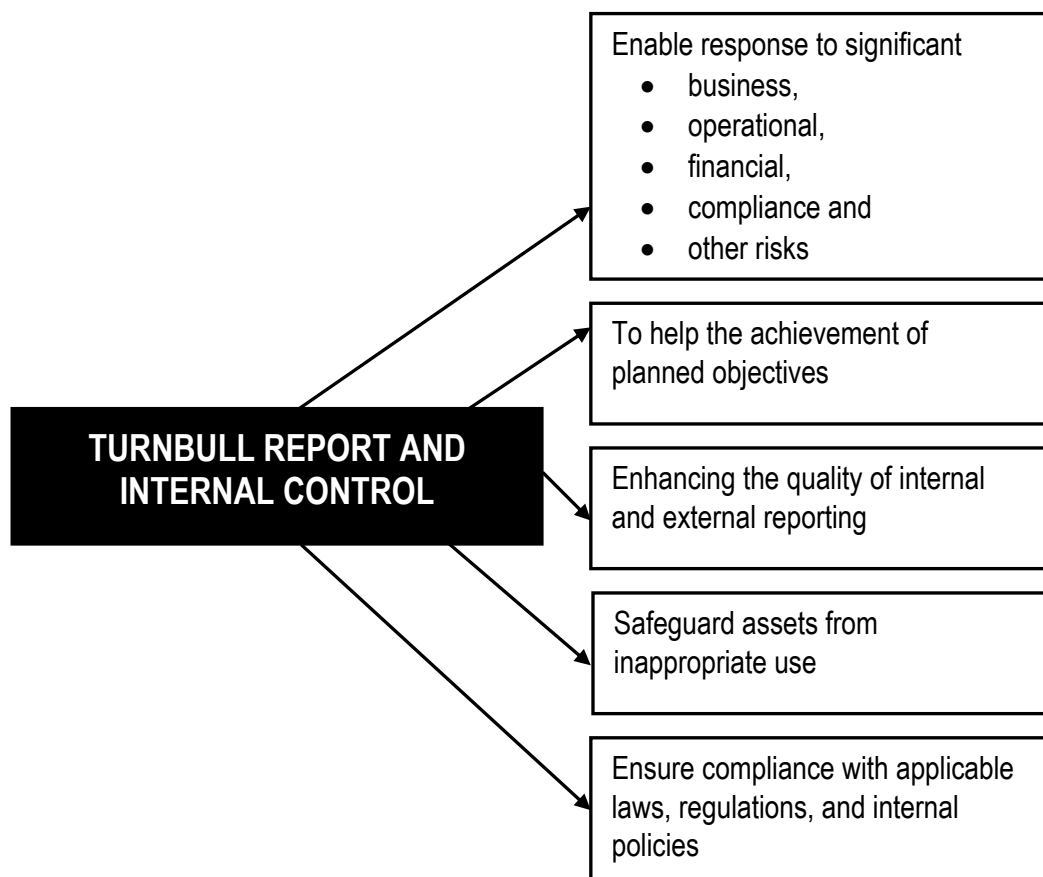 Enable response to significant
• business,
• operational,
• financial,
• compliance and
• other risks
To help the achievement of
planned objectives
TURNBULL REPORT AND
INTERNAL CONTROL
Enhancing the quality of internal
and external reporting
Safeguard assets from
inappropriate use
Ensure compliance with applicable
laws, regulations, and internal
policies